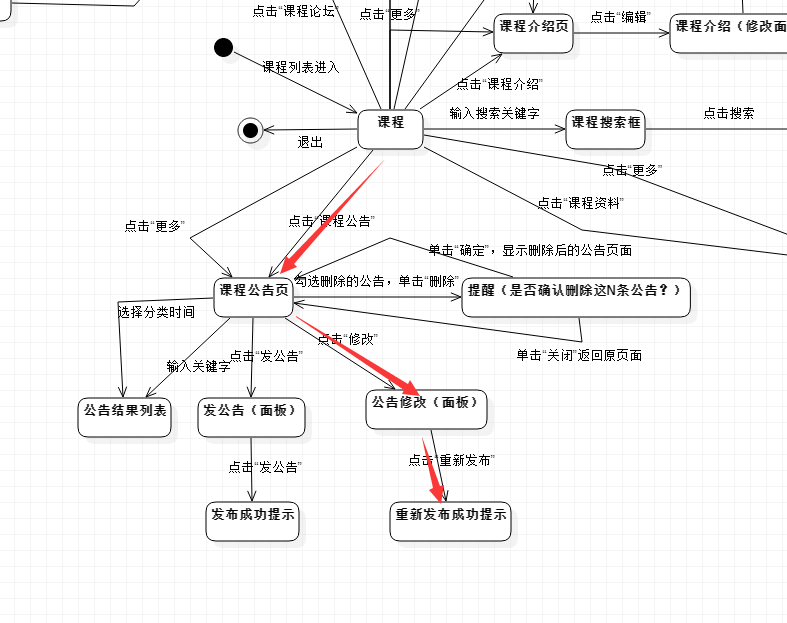 点击“课程论坛”
点击“更多”
课程介绍页
点击“编辑”
课程介绍（修改面
课程列表进入
点击“课程介绍”
课程
输入搜索关键字
课程搜索框
点击搜索
退出
点击“更多”
点击“课程资料”
点击“更多”
点击“课程公告”
单击“确定”，显示删除后的公告页面
课程公告页
勾选删除的公告，单击“删除”
提醒（是否确认删除这N条公告？）
选择分类时间
输入关键字
点击“发公告”
点击“修改”
单击“关闭”返回原页面
公告结果列表
发公告（面板）
公告修改（面板）
点击“发公告”
点击“重新发布”
发布成功提示
重新发布成功提示